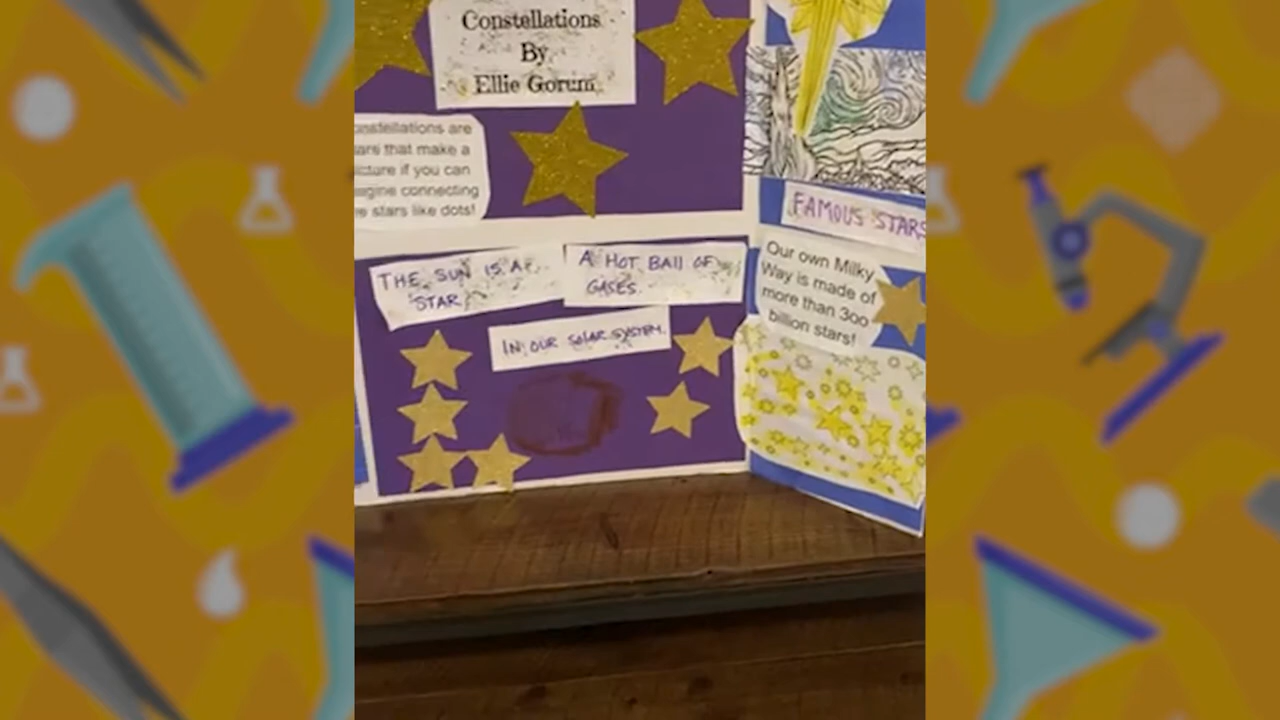 Constellations
By
Ellie Gorum
nstellations are
ars that make a
icture if you can
agine connecting
e stars like dots!
THE SUN IS A
STAR
A HOT BAll OF
GASES.
IN OUR SOLAR SYSTEM.
FAMOUS STARS
Our own Milky
Way is made of
more than 300
billion stars!